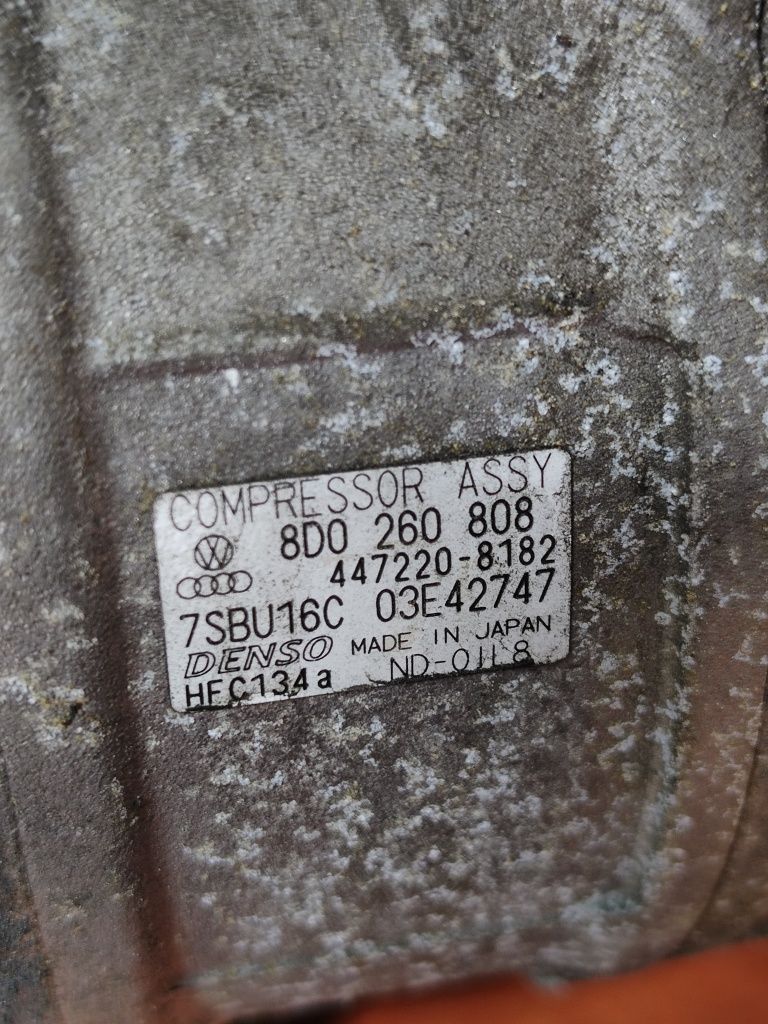 COMPRESSOR ASSY
8D0 260 808
447220-8182
7SBU16C 03E42747
DENSO MADE IN JAPAN
HFC134a ND-OIL8